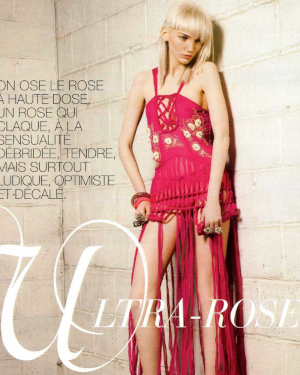 ON OSE LE ROSE
À HAUTE DOSE,
UN ROSE QUI
CLAQUE, À LA
SENSUALITÉ
DÉBRIDÉE, TENDRE,
MAIS SURTOUT
LUDIQUE, OPTIMISTE
ET DÉCALÉ.
ULTRA-ROSE